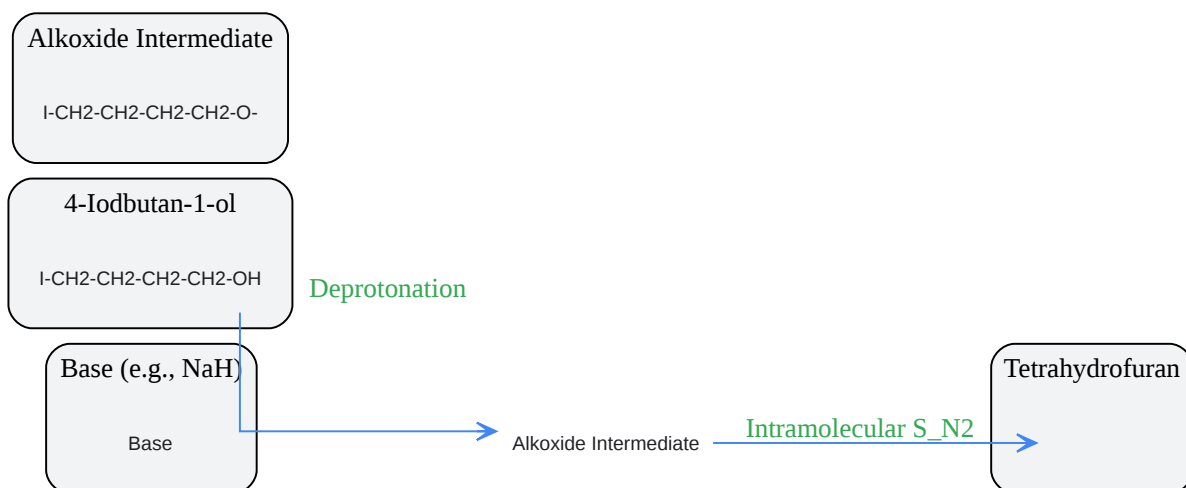 Alkoxide Intermediate
I-CH2-CH2-CH2-CH2-O-
4-Iodbutan-1-ol
I-CH2-CH2-CH2-CH2-OH
Deprotonation
Base (e.g., NaH)
Base
Alkoxide Intermediate
Intramolecular S_N2
Tetrahydrofuran